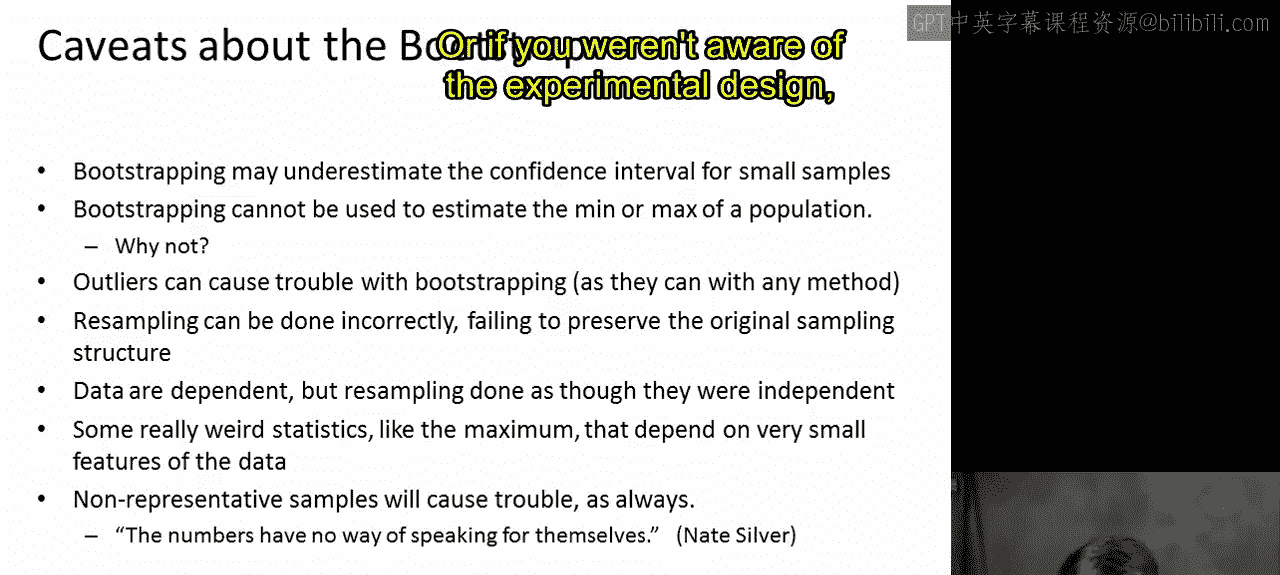 GPT中英字幕课程资源@bilibili.com
Caveats about the
Or if you weren't aware of
the experimental design,
• Bootstrapping may underestimate the confidence interval for small samples
• Bootstrapping cannot be used to estimate the min or max of a population.
– Why not?
• Outliers can cause trouble with bootstrapping (as they can with any method)
• Resampling can be done incorrectly, failing to preserve the original sampling
structure
• Data are dependent, but resampling done as though they were independent
• Some really weird statistics, like the maximum, that depend on very small
features of the data
• Non-representative samples will cause trouble, as always.
– “The numbers have no way of speaking for themselves.” (Nate Silver)